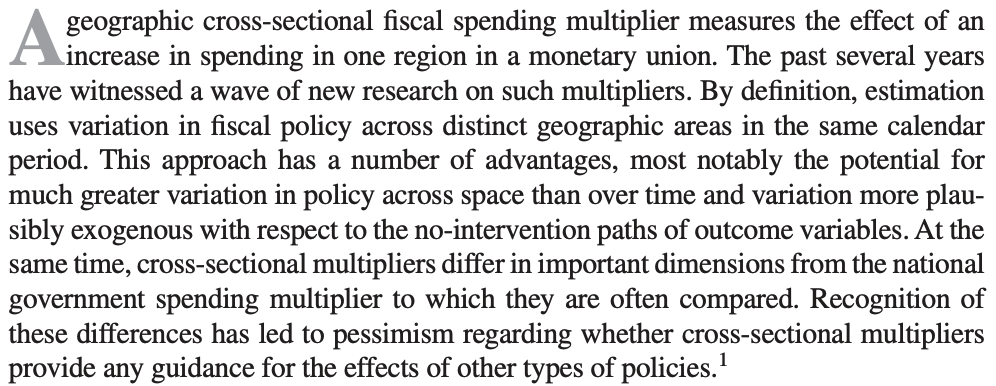 A geographic cross-sectional fiscal spending multiplier measures the effect of an
increase in spending in one region in a monetary union. The past several years
have witnessed a wave of new research on such multipliers. By definition, estimation
uses variation in fiscal policy across distinct geographic areas in the same calendar
period. This approach has a number of advantages, most notably the potential for
much greater variation in policy across space than over time and variation more plau-
sibly exogenous with respect to the no-intervention paths of outcome variables. At the
same time, cross-sectional multipliers differ in important dimensions from the national
government spending multiplier to which they are often compared. Recognition of
these differences has led to pessimism regarding whether cross-sectional multipliers
provide any guidance for the effects of other types of policies.¹